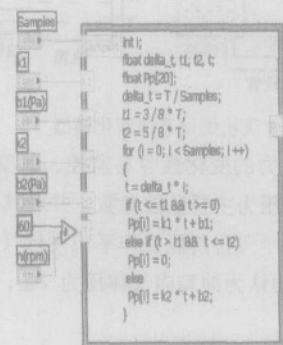 Samples
k1
b1(Pa)
k2
b2(Pa)
60
n(rpm)
int i;
float delta_t, t1, t2, t;
float Pp[20];
delta_t = T / Samples;
t1 = 3 / 8 * T;
t2 = 5 / 8 * T;
for (i = 0; i < Samples; i ++)
{
t = delta_t * i;
if (t <= t1 && t >= 0)
Pp[i] = k1 * t + b1;
else if (t > t1 && t <= t2)
Pp[i] = 0;
else
Pp[i] = k2 * t + b2;
}